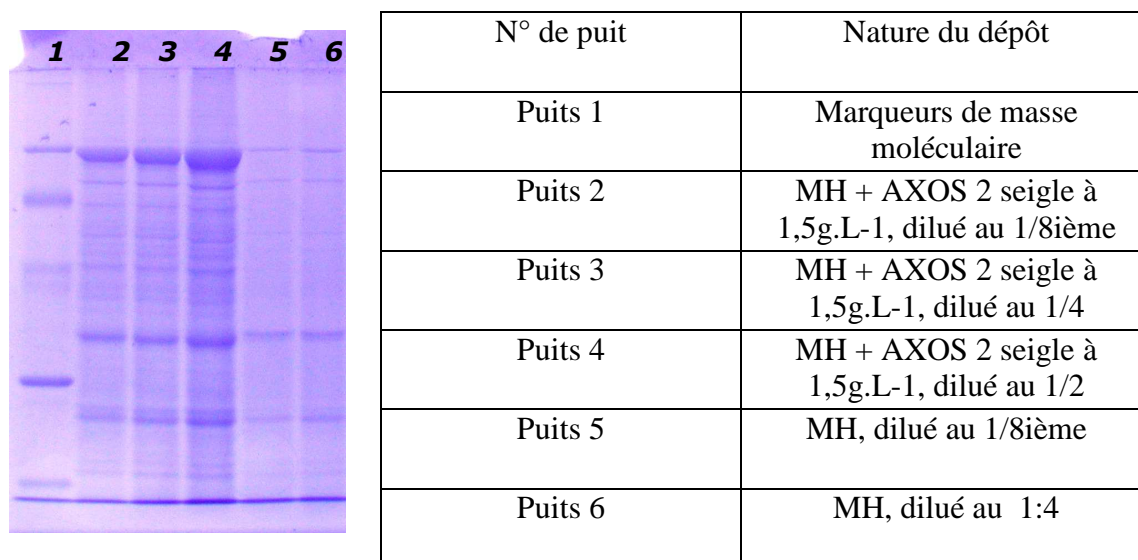 1 2 3 4 5 6
N° de puit
Nature du dépôt
Puits 1
Marqueurs de masse
moléculaire
Puits 2
MH + AXOS 2 seigle à
1,5g.L-1, dilué au 1/8ième
Puits 3
MH + AXOS 2 seigle à
1,5g.L-1, dilué au 1/4
Puits 4
MH + AXOS 2 seigle à
1,5g.L-1, dilué au 1/2
Puits 5
MH, dilué au 1/8ième
Puits 6
MH, dilué au 1:4